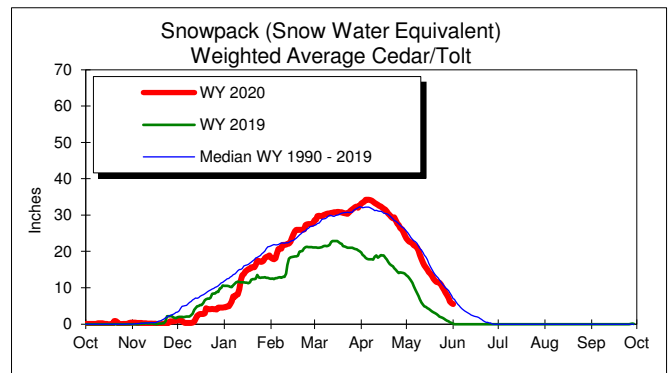 Snowpack (Snow Water Equivalent)
Weighted Average Cedar/Tolt
70
60
50
40
30
20
10
0
Inches
WY 2020
WY 2019
Median WY 1990 - 2019
Oct Nov Dec Jan Feb Mar Apr May Jun Jul Aug Sep Oct